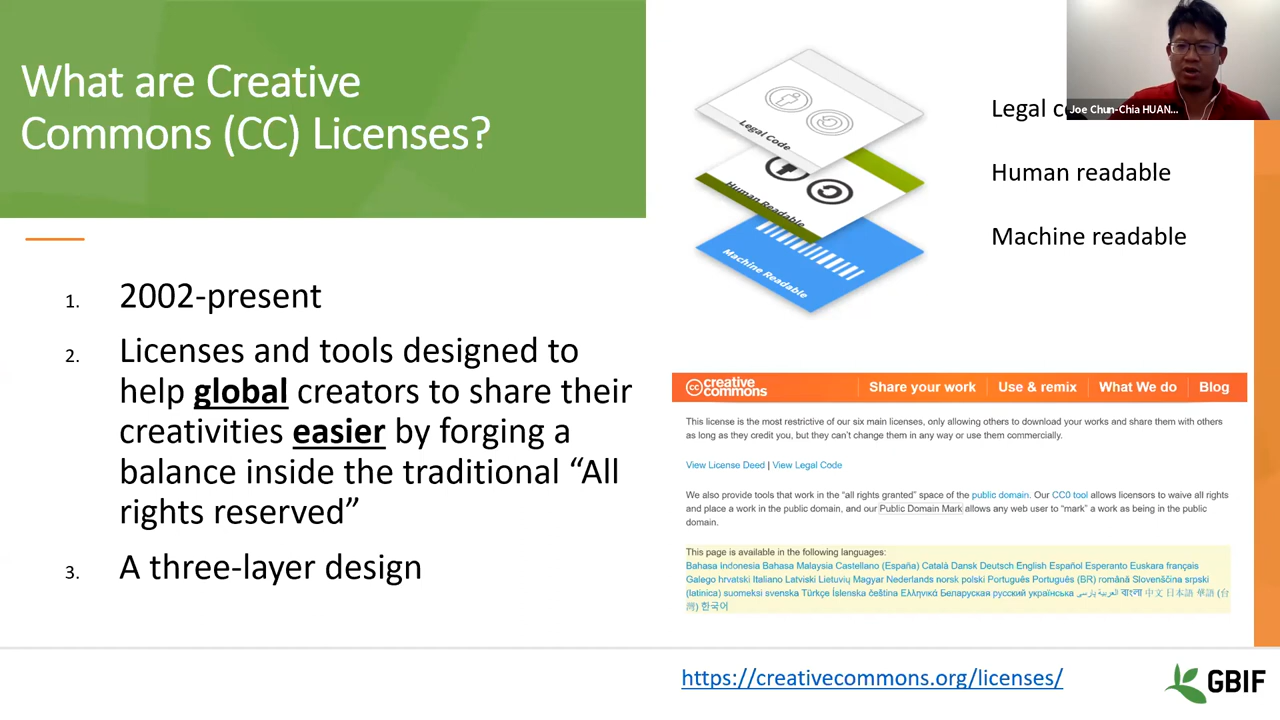 What are Creative
Commons (CC) Licenses?
1. 2002-present
2. Licenses and tools designed to
help global creators to share their
creativities easier by forging a
balance inside the traditional “All
rights reserved”
3. A three-layer design
Legal Code
Human Readable
Machine Readable
Legal
Human readable
Machine readable
Joe Chun-Chia HUAN...
creative commons
Share your work
Use & remix
What We do
Blog
This license is the most restrictive of our six main licenses, only allowing others to download your works and share them with others
as long as they credit you, but they can’t change them in any way or use them commercially.
View License Deed | View Legal Code
We also provide tools that work in the “all rights granted” space of the public domain. Our CC0 tool allows licensors to waive all rights
and place a work in the public domain, and our Public Domain Mark allows any web user to “mark” a work as being in the public
domain.
This page is available in the following languages:
Bahasa Indonesia Bahasa Malaysia Castellano (España) Català Dansk Deutsch English Español Esperanto Euskara français
Galego hrvatski Italiano Latviski Lietuvių Magyar Nederlands norsk polski Português Português (BR) română Slovenščina srpski
(latinica) suomeksi svenska Türkçe Íslenska čeština Ελληνικά Беларуская русский українська العربية پارسی বাংলা 中文 日本語 華語 (台
灣) 한국어
https://creativecommons.org/licenses/
GBIF